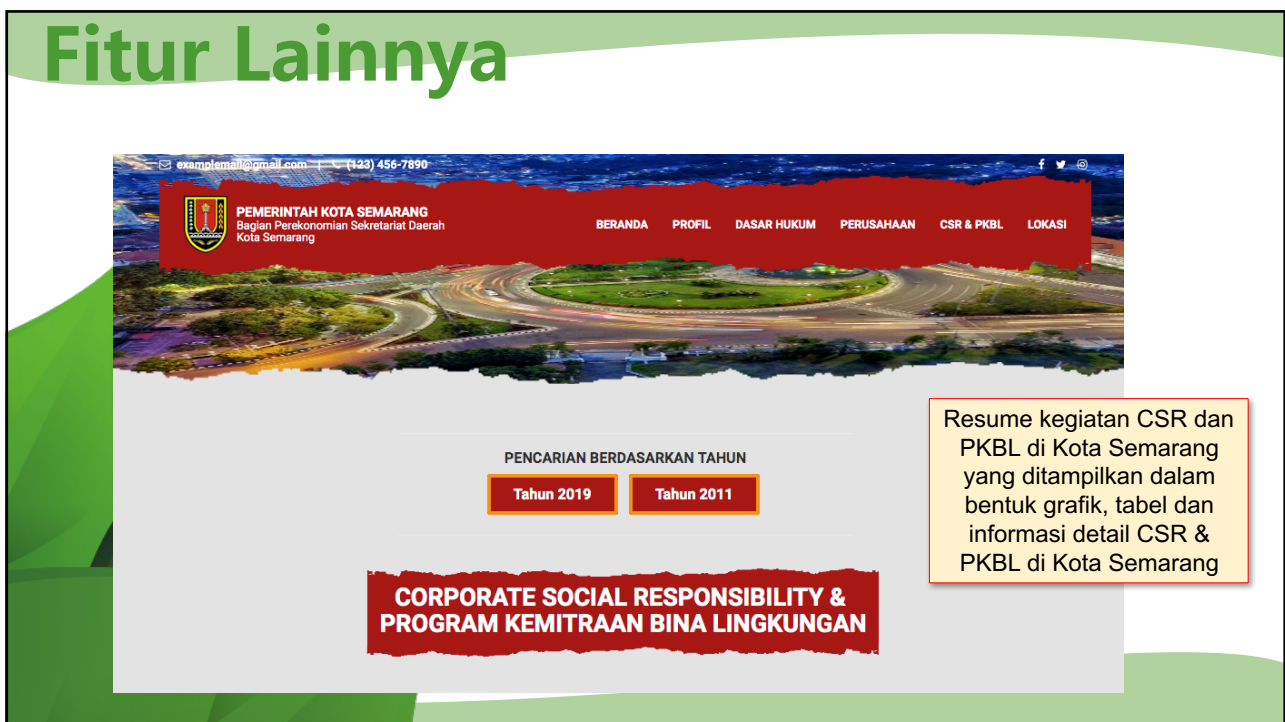 Fitur Lainnya
examplemail@gmail.com | (123) 456-7890
PEMERINTAH KOTA SEMARANG
Bagian Perekonomian Sekretariat Daerah
Kota Semarang
BERANDA PROFIL DASAR HUKUM PERUSAHAAN CSR & PKBL LOKASI
PENCARIAN BERDASARKAN TAHUN
Tahun 2019 Tahun 2011
CORPORATE SOCIAL RESPONSIBILITY &
PROGRAM KEMITRAAN BINA LINGKUNGAN
Resume kegiatan CSR dan
PKBL di Kota Semarang
yang ditampilkan dalam
bentuk grafik, tabel dan
informasi detail CSR &
PKBL di Kota Semarang